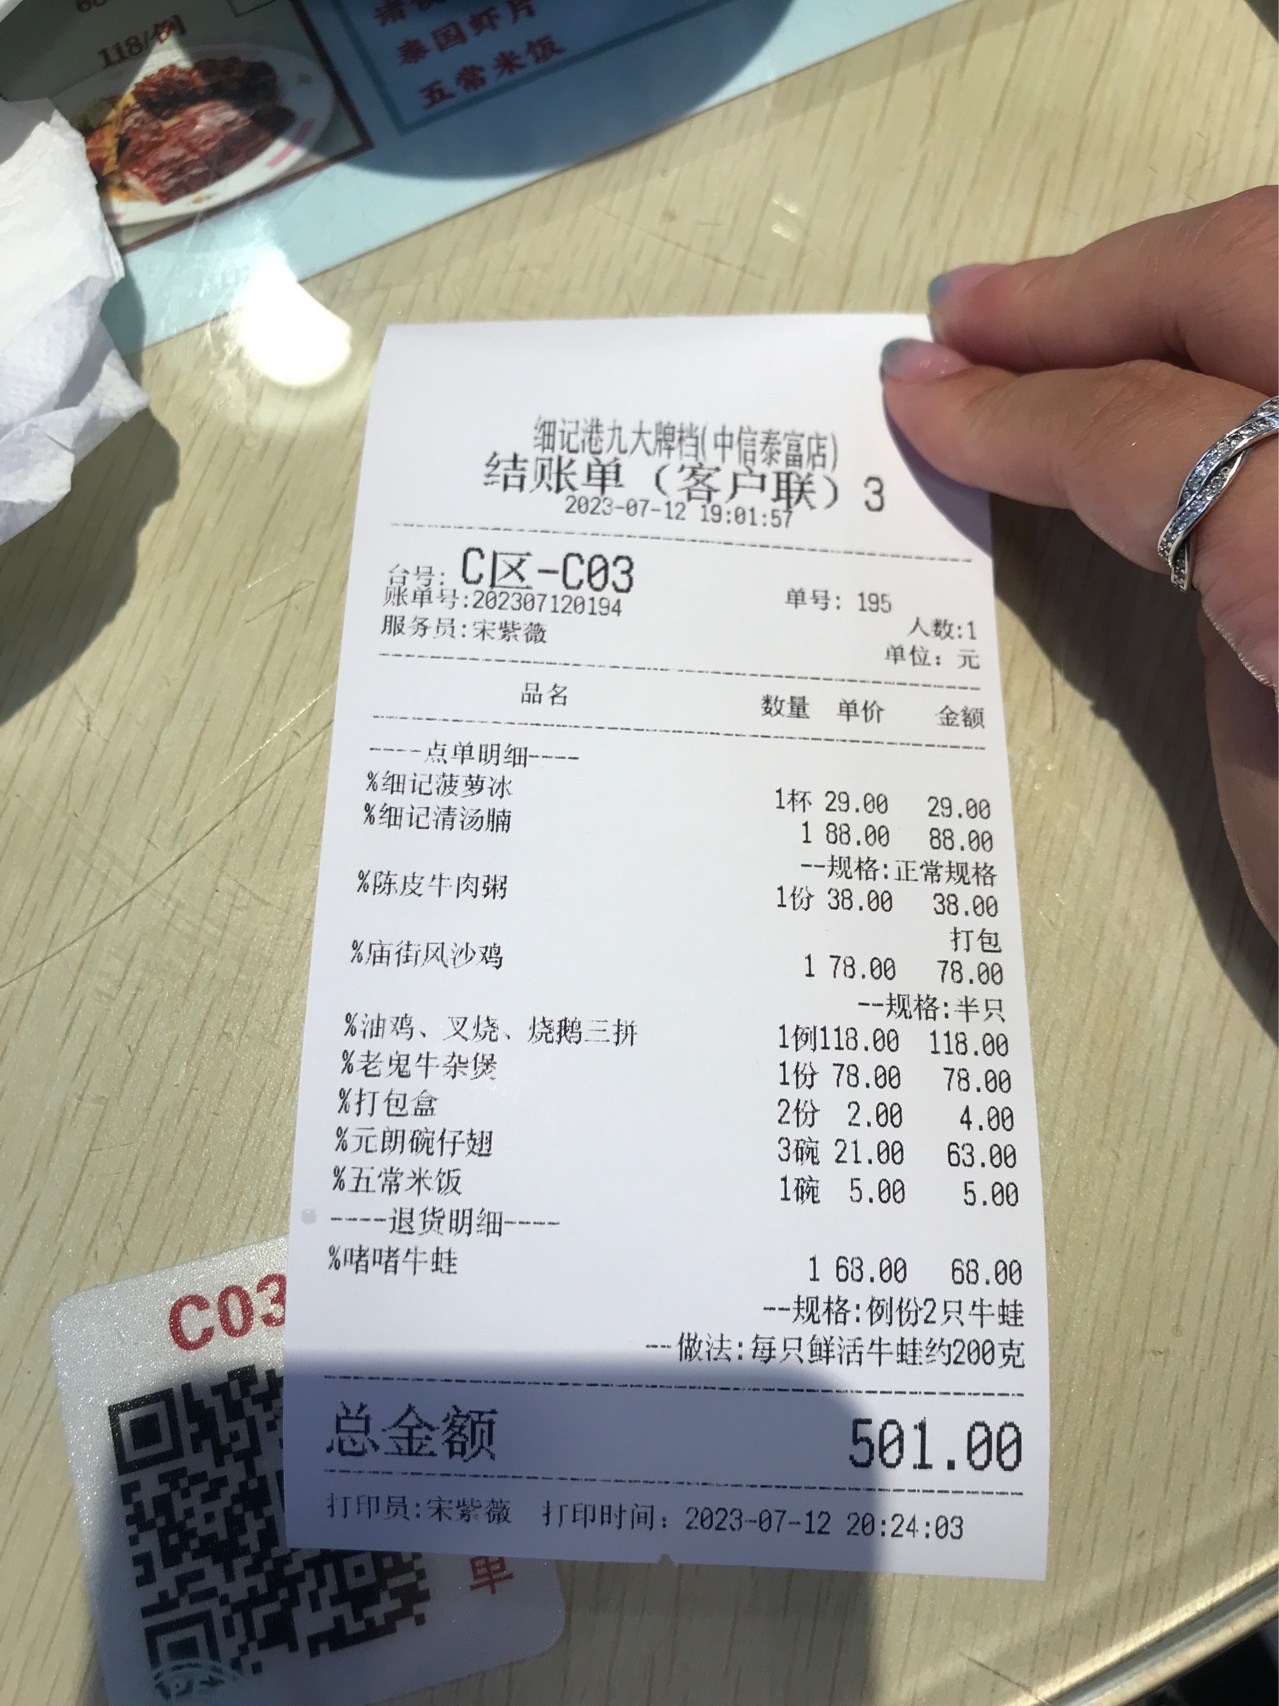 118/例
泰国虾片
五常米饭
细记港九大牌档(中信泰富店)
结账单（客户联）3
2023-07-12 19:01:57
台号: C区-C03
账单号:202307120194 单号: 195
服务员:宋紫薇 人数:1
单位: 元
品名 数量 单价 金额
----点单明细----
%细记菠萝冰 1杯 29.00 29.00
%细记清汤腩 1 88.00 88.00
--规格:正常规格
%陈皮牛肉粥 1份 38.00 38.00
打包
%庙街风沙鸡 1 78.00 78.00
--规格:半只
%油鸡、叉烧、烧鹅三拼 1例118.00 118.00
%老鬼牛杂煲 1份 78.00 78.00
%打包盒 2份 2.00 4.00
%元朗碗仔翅 3碗 21.00 63.00
%五常米饭 1碗 5.00 5.00
----退货明细----
%啫啫牛蛙 1 68.00 68.00
--规格:例份2只牛蛙
--做法:每只鲜活牛蛙约200克
总金额 501.00
打印员:宋紫薇 打印时间: 2023-07-12 20:24:03
C03
单